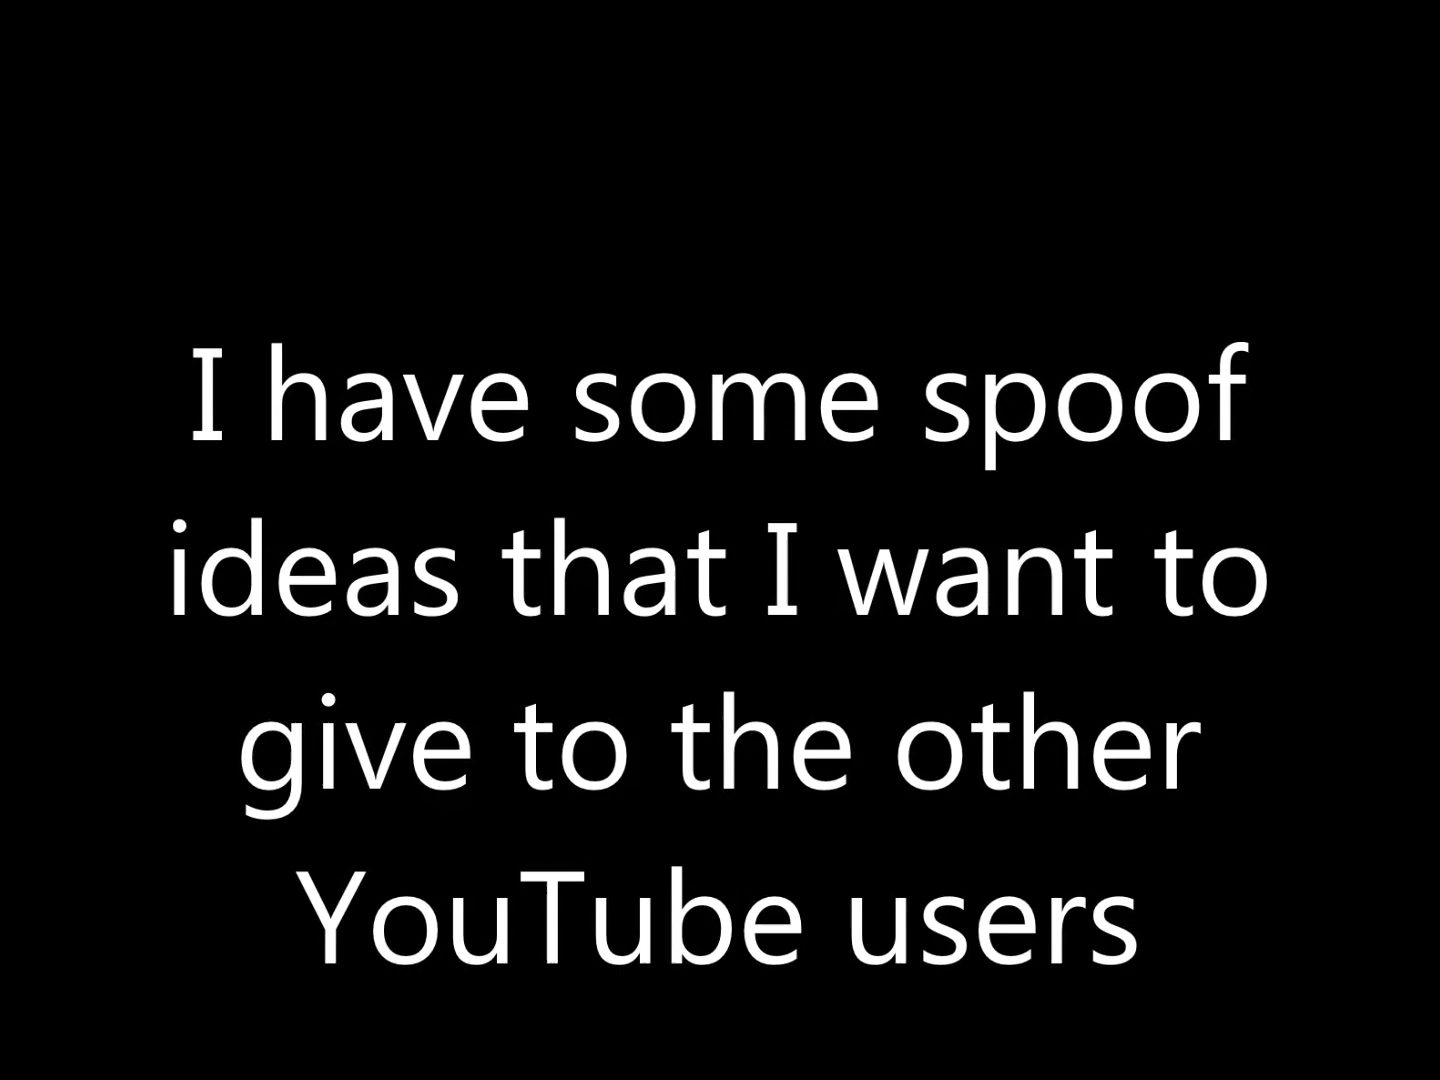 I have some spoof
ideas that I want to
give to the other
YouTube users